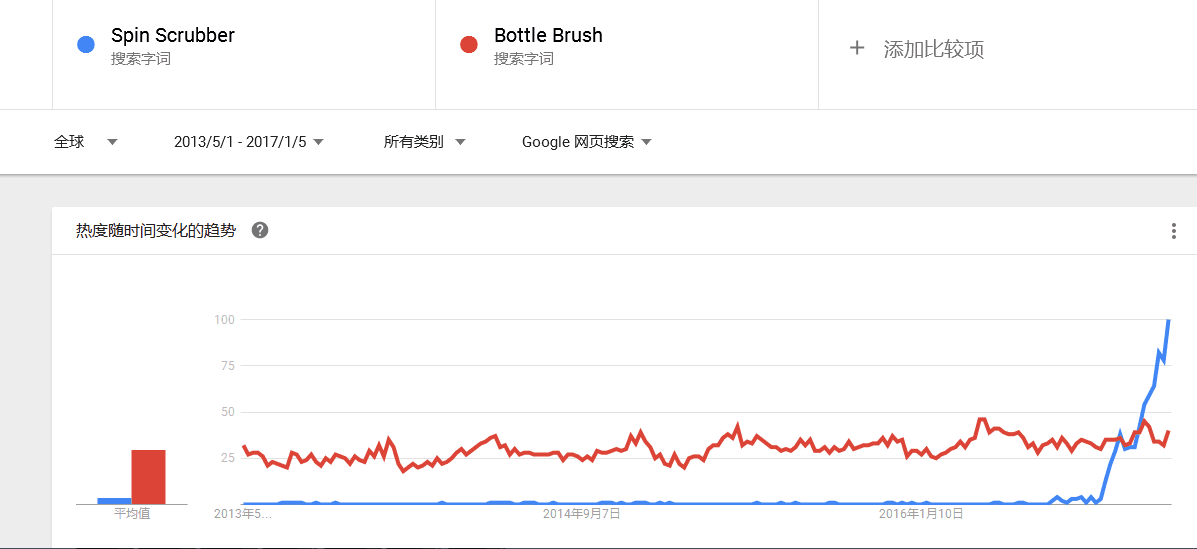 Spin Scrubber
搜索字词
Bottle Brush
搜索字词
+ 添加比较项
全球
2013/5/1 - 2017/1/5
所有类别
Google 网页搜索
热度随时间变化的趋势
?
100
75
50
25
平均值
2013年5...
2014年9月7日
2016年1月10日